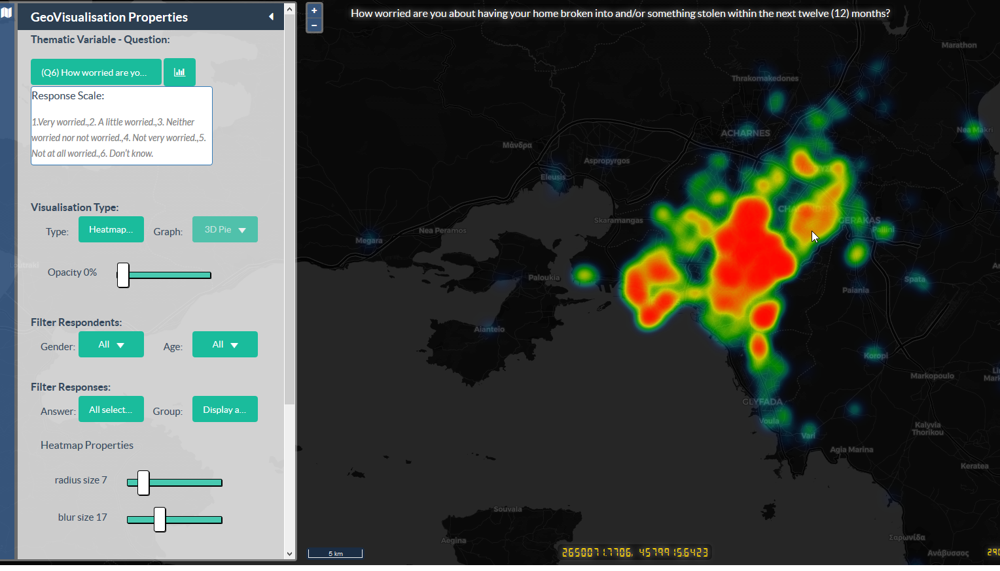 GeoVisualisation Properties
Thematic Variable - Question:
(Q6) How worried are yo...
Response Scale:
1.Very worried.,2. A little worried.,3. Neither
worried nor not worried.,4. Not very worried.,5.
Not at all worried.,6. Don't know.
Visualisation Type:
Type:
Heatmap...
Graph:
3D Pie
Opacity 0%
Filter Respondents:
Gender:
All
Age:
All
Filter Responses:
Answer:
All select...
Group:
Display a...
Heatmap Properties
radius size 7
blur size 17
+
−
How worried are you about having your home broken into and/or something stolen within the next twelve (12) months?
Marathon
Thrakomakedones
Nea Makri
ACHARNES
Μάνδρα
Aspropyrgos
Eleusis
Skaramangas
GERAKAS
Pallini
Nea Peramos
Megara
Loutraki
Paloukia
Spata
Paiania
Aianteio
Koropi
Markopoulo
GLYFADA
Voula
Vari
Kalyvia
Thorikou
Agia Marina
Keratea
Souvala
Aegina
Σαρωνίδα
Ανάβυσσος
5 km
2650071.7706, 4579915.6423
290